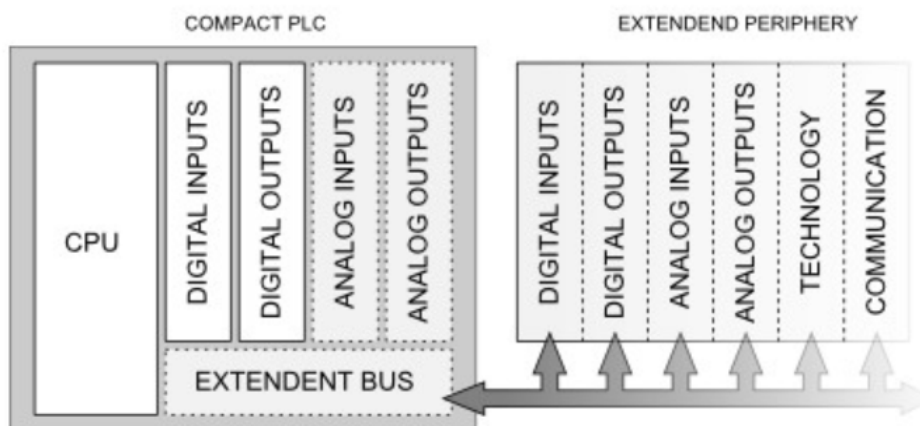 COMPACT PLC
EXTENDEND PERIPHERY
CPU
DIGITAL INPUTS
DIGITAL OUTPUTS
ANALOG INPUTS
ANALOG OUTPUTS
EXTENDENT BUS
DIGITAL INPUTS
DIGITAL OUTPUTS
ANALOG INPUTS
ANALOG OUTPUTS
TECHNOLOGY
COMMUNICATION